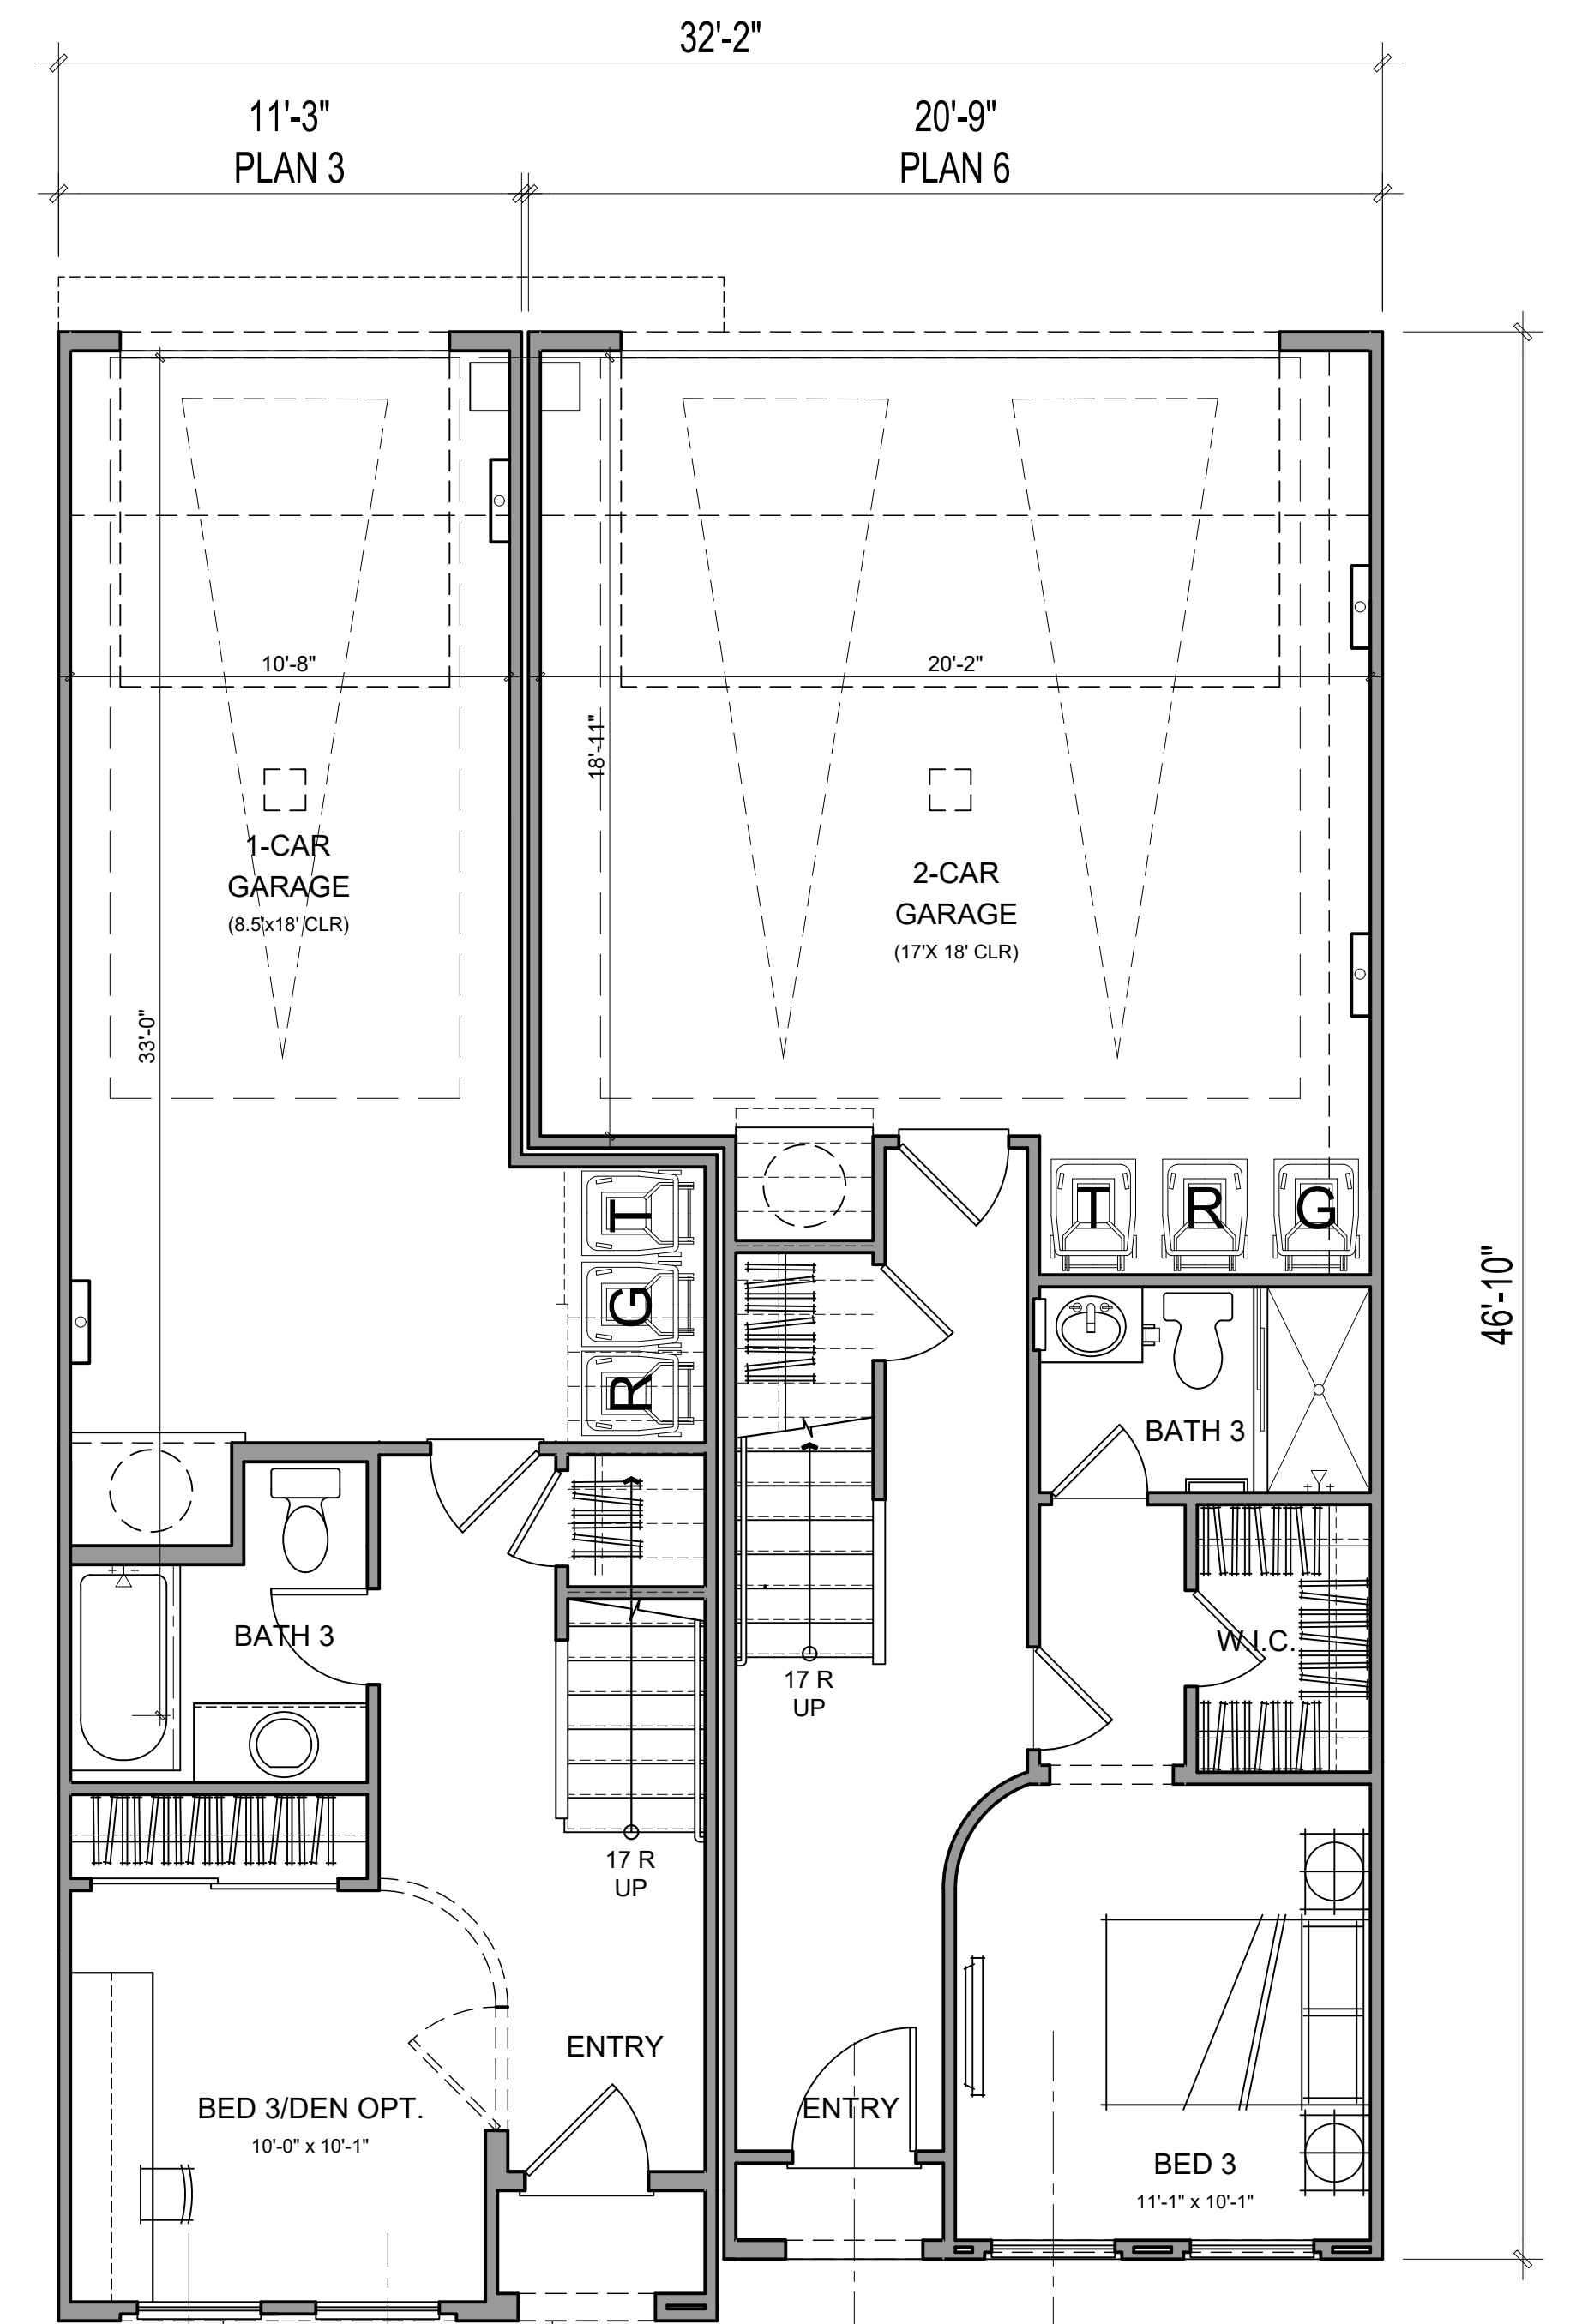 32'-2"
11'-3"
PLAN 3
20'-9"
PLAN 6
10'-8"
20'-2"
18'-11"
1-CAR
GARAGE
(8.5'x18' CLR)
2-CAR
GARAGE
(17'X 18' CLR)
33'-0"
46'-10"
T
G
R
T R G
BATH 3
BATH 3
W.I.C.
17 R
UP
17 R
UP
ENTRY
ENTRY
BED 3/DEN OPT.
10'-0" x 10'-1"
BED 3
11'-1" x 10'-1"